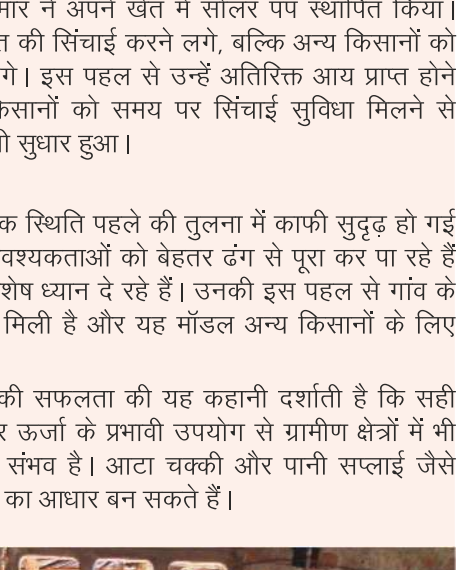 ने अपने खेत में सोलर पंप स्थापित किया।
की सिंचाई करने लगे, बल्कि अन्य किसानों को
गे। इस पहल से उन्हें अतिरिक्त आय प्राप्त होने
केसानों को समय पर सिंचाई सुविधा मिलने से
सुधार हुआ।
क स्थिति पहले की तुलना में काफी सुदृढ़ हो गई
वश्यकताओं को बेहतर ढंग से पूरा कर पा रहे हैं
शेष ध्यान दे रहे हैं। उनकी इस पहल से गांव के
मिली है और यह मॉडल अन्य किसानों के लिए
की सफलता की यह कहानी दर्शाती है कि सही
र ऊर्जा के प्रभावी उपयोग से ग्रामीण क्षेत्रों में भी
संभव है। आटा चक्की और पानी सप्लाई जैसे
का आधार बन सकते हैं।